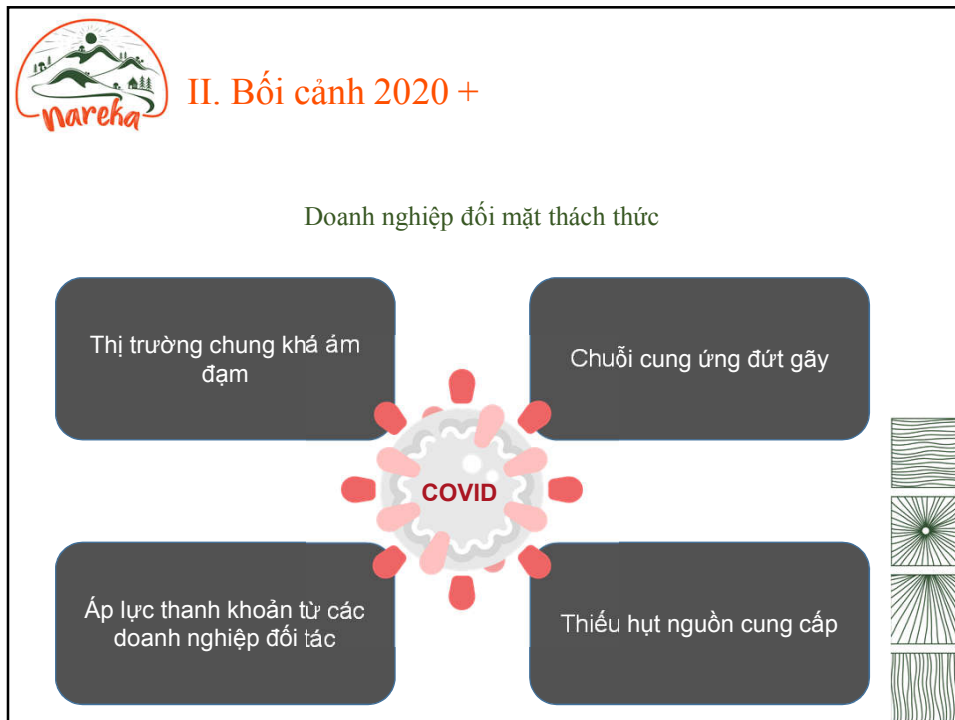 nareka
II. Bối cảnh 2020 +
Doanh nghiệp đối mặt thách thức
Thị trường chung khá ảm
đạm
Chuỗi cung ứng đứt gãy
COVID
Áp lực thanh khoản từ các
doanh nghiệp đối tác
Thiếu hụt nguồn cung cấp